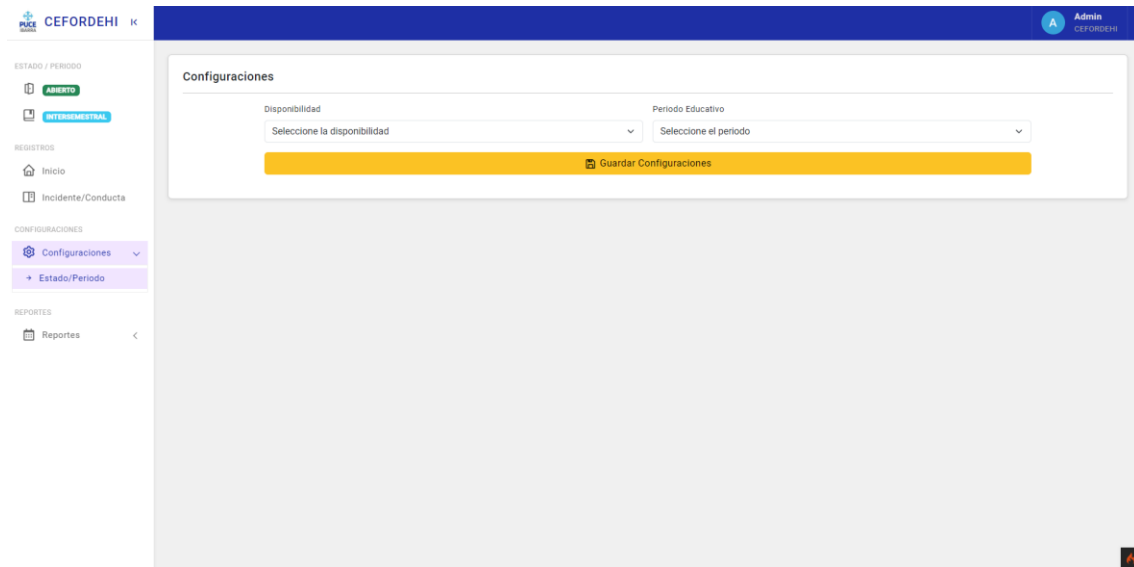 PUCE
IBARRA
CEFORDEHI
A
Admin
CEFORDEHI
ESTADO / PERIODO
ABIERTO
INTERSEMESTRAL
REGISTROS
Inicio
Incidente/Conducta
CONFIGURACIONES
Configuraciones
Estado/Periodo
REPORTES
Reportes
Configuraciones
Disponibilidad
Periodo Educativo
Seleccione la disponibilidad
Seleccione el periodo
Guardar Configuraciones